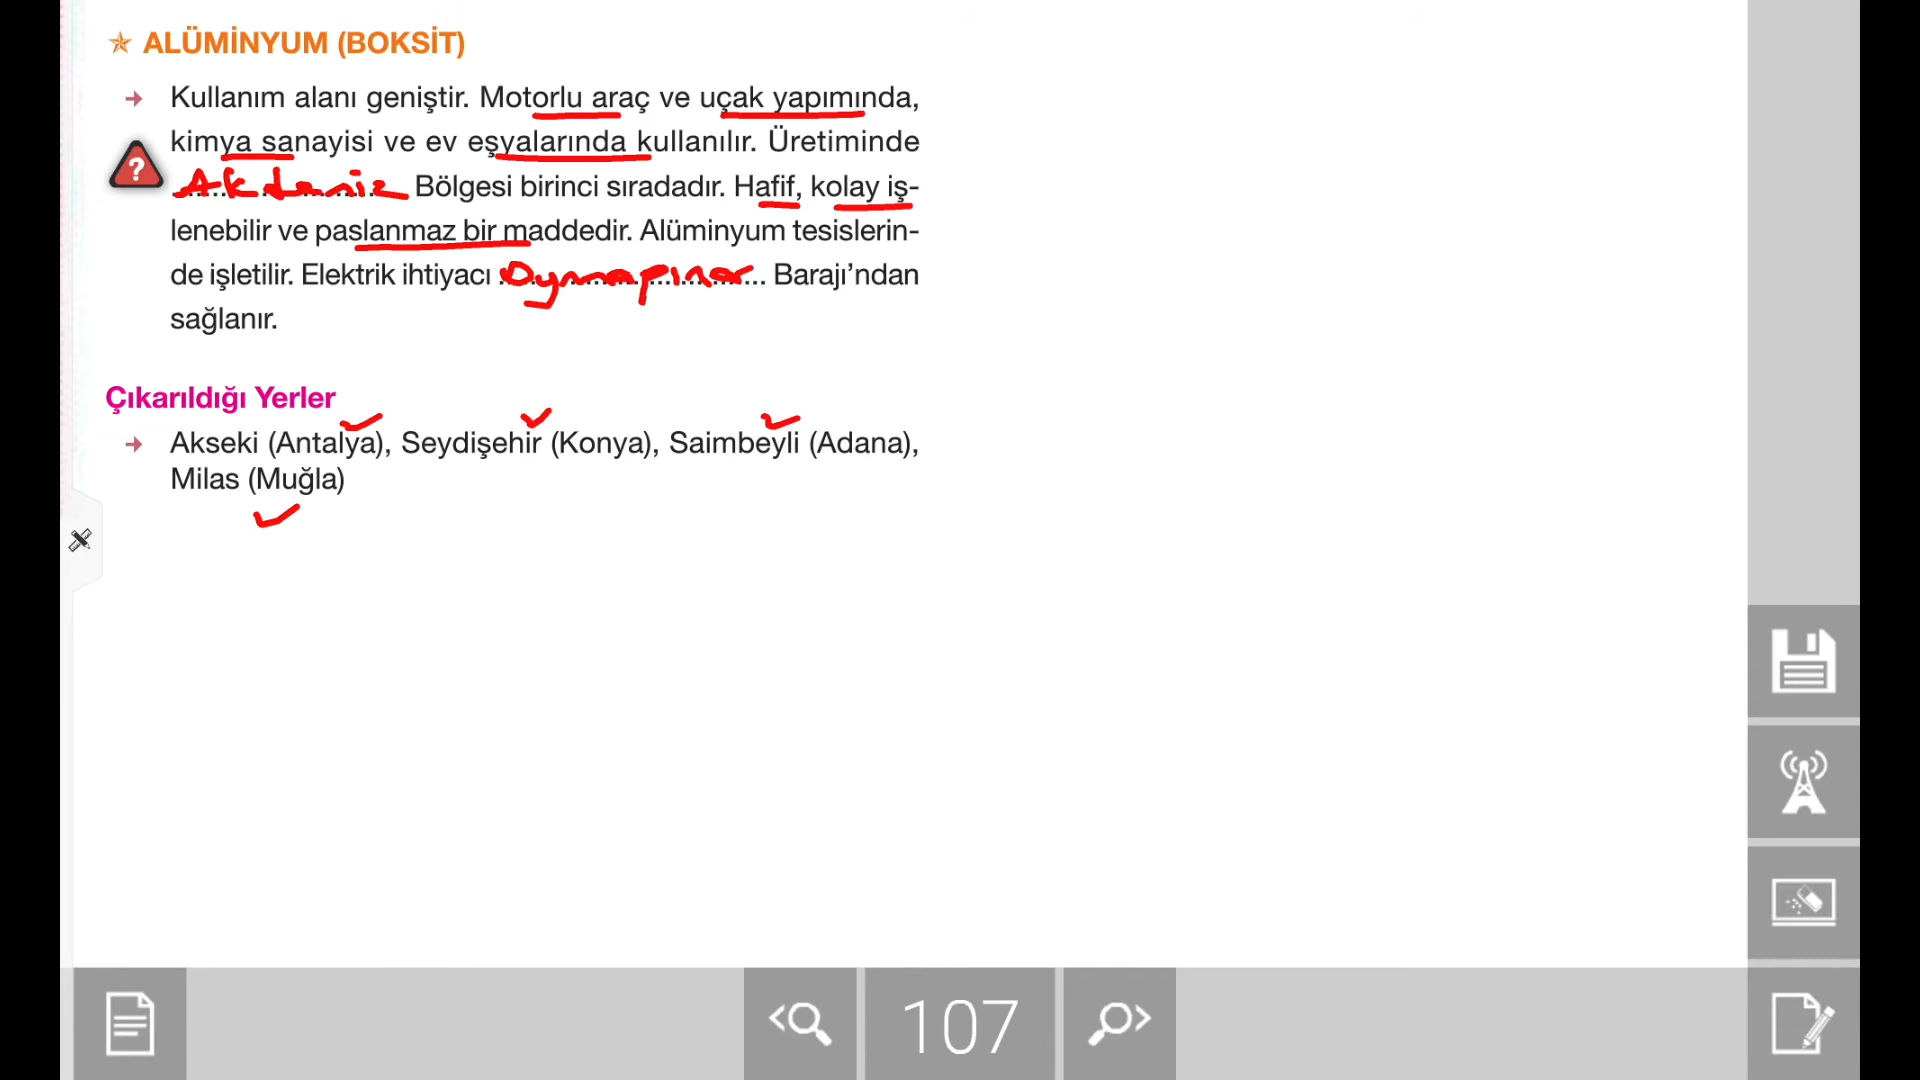 ALÜMİNYUM (BOKSİT)
Kullanım alanı geniştir. Motorlu araç ve uçak yapımında,
kimya sanayisi ve ev eşyalarında kullanılır. Üretiminde
Akdeniz Bölgesi birinci sıradadır. Hafif, kolay iş-
lenebilir ve paslanmaz bir maddedir. Alüminyum tesislerin-
de işletilir. Elektrik ihtiyacı Oymapınar Barajı’ndan
sağlanır.
Çıkarıldığı Yerler
Akseki (Antalya), Seydişehir (Konya), Saimbeyli (Adana),
Milas (Muğla)
107